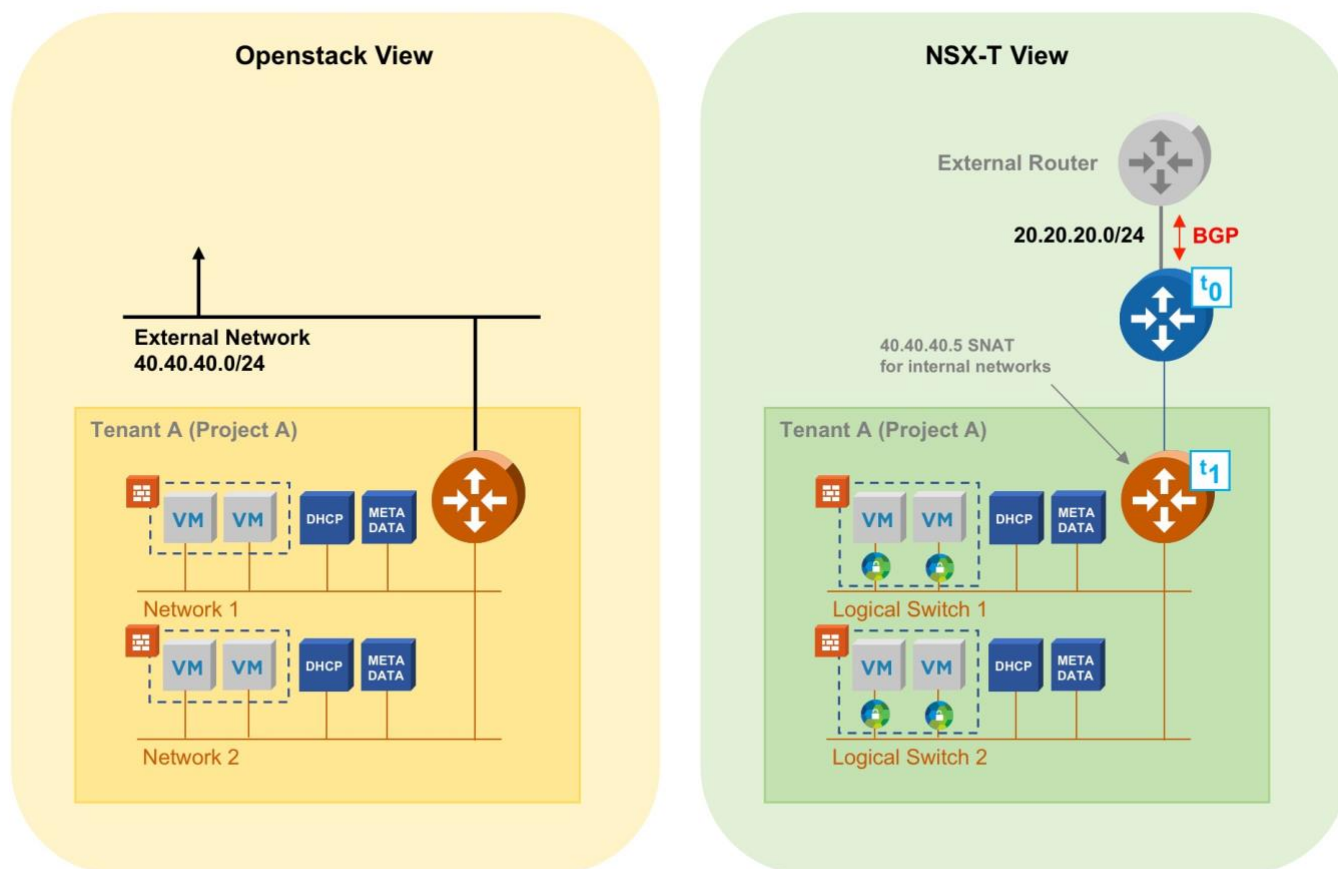 Openstack View
External Network
40.40.40.0/24
Tenant A (Project A)
VM
VM
DHCP
META
DATA
Network 1
VM
VM
DHCP
META
DATA
Network 2
NSX-T View
External Router
20.20.20.0/24
BGP
t0
40.40.40.5 SNAT
for internal networks
Tenant A (Project A)
t1
VM
VM
DHCP
META
DATA
Logical Switch 1
VM
VM
DHCP
META
DATA
Logical Switch 2